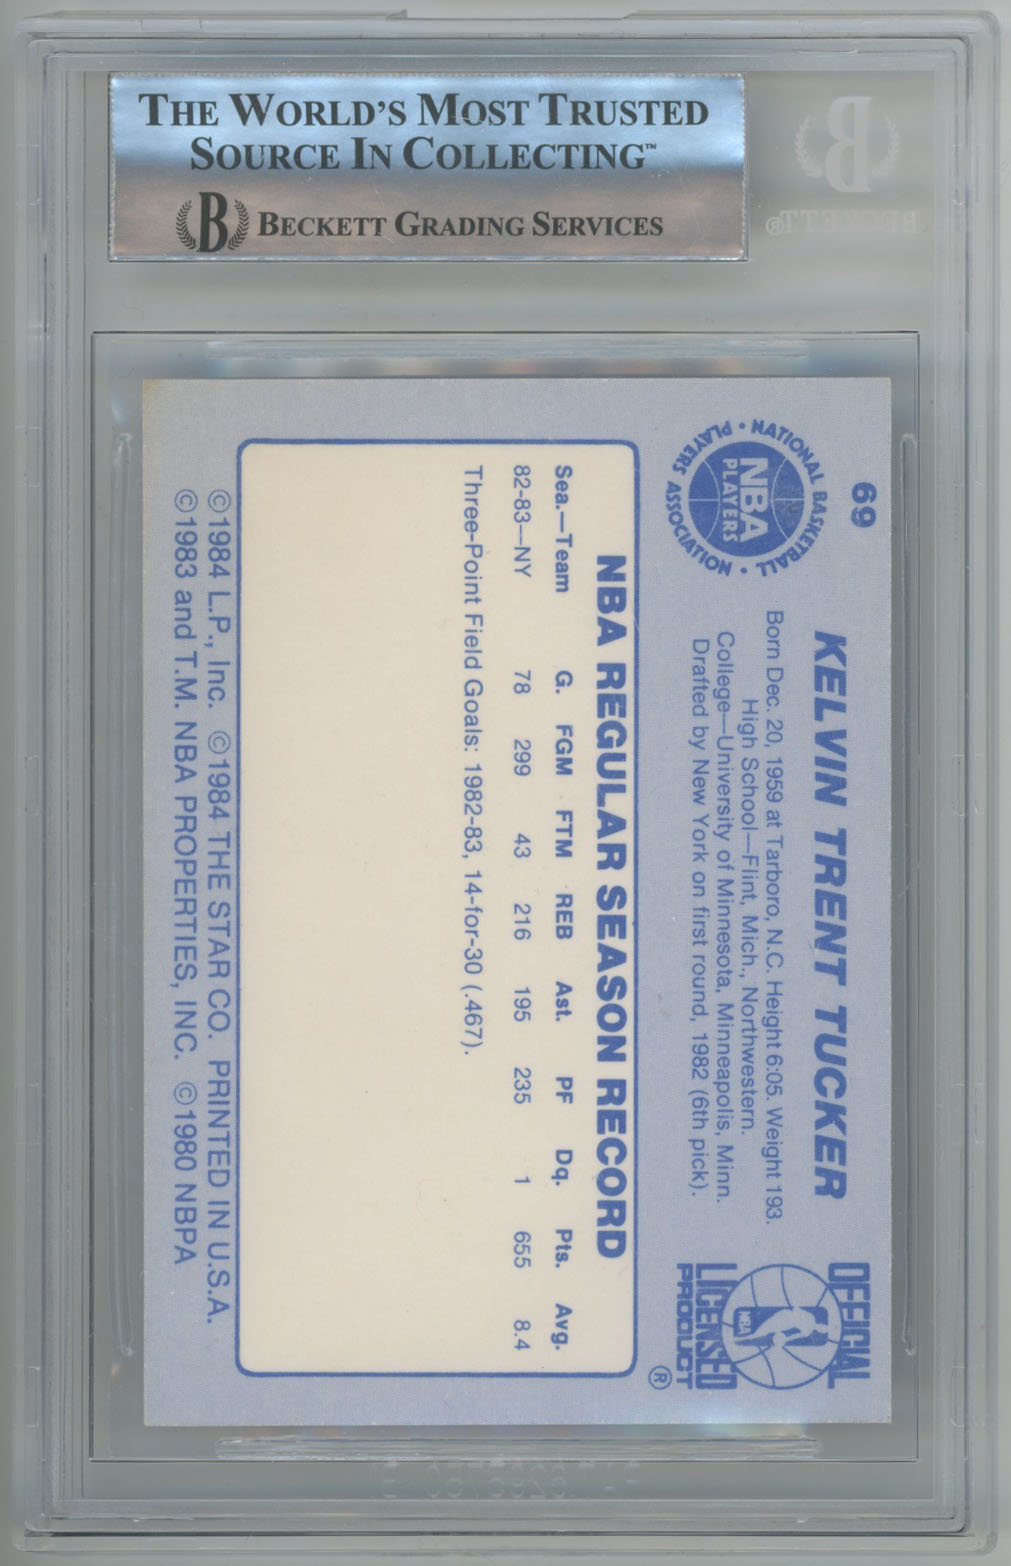 THE WORLD'S MOST TRUSTED
SOURCE IN COLLECTING™
B BECKETT GRADING SERVICES
B
BECKETT®
69
NATIONAL BASKETBALL • PLAYERS ASSOCIATION •
NBA
PLAYERS
KELVIN TRENT TUCKER
Born Dec. 20, 1959 at Tarboro, N.C. Height 6:05. Weight 193.
High School—Flint, Mich., Northwestern.
College—University of Minnesota, Minneapolis, Minn.
Drafted by New York on first round, 1982 (6th pick).
OFFICIAL
NBA
LICENSED
PRODUCT
®
NBA REGULAR SEASON RECORD
Sea.—Team G. FGM FTM REB Ast. PF Dq. Pts. Avg.
82-83—NY 78 299 43 216 195 235 1 655 8.4
Three-Point Field Goals: 1982-83, 14-for-30 (.467).
©1984 L.P., Inc. ©1984 THE STAR CO. PRINTED IN U.S.A.
©1983 and T.M. NBA PROPERTIES, INC. ©1980 NBPA